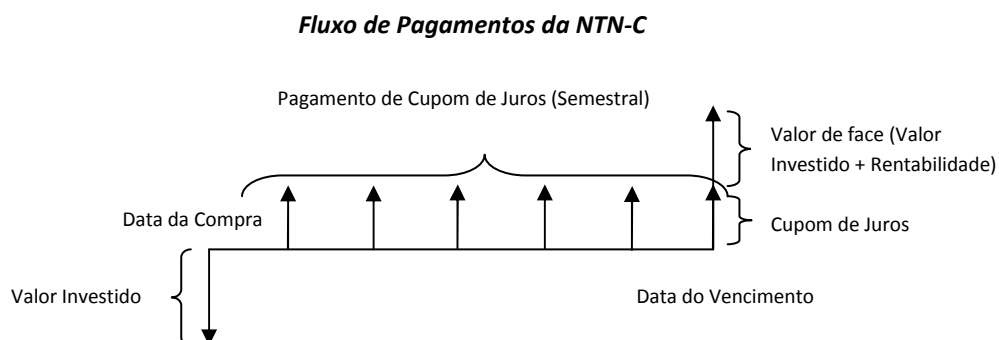 Fluxo de Pagamentos da NTN-C
Pagamento de Cupom de Juros (Semestral)
Valor de face (Valor
Investido + Rentabilidade)
Data da Compra
Cupom de Juros
Valor Investido
Data do Vencimento